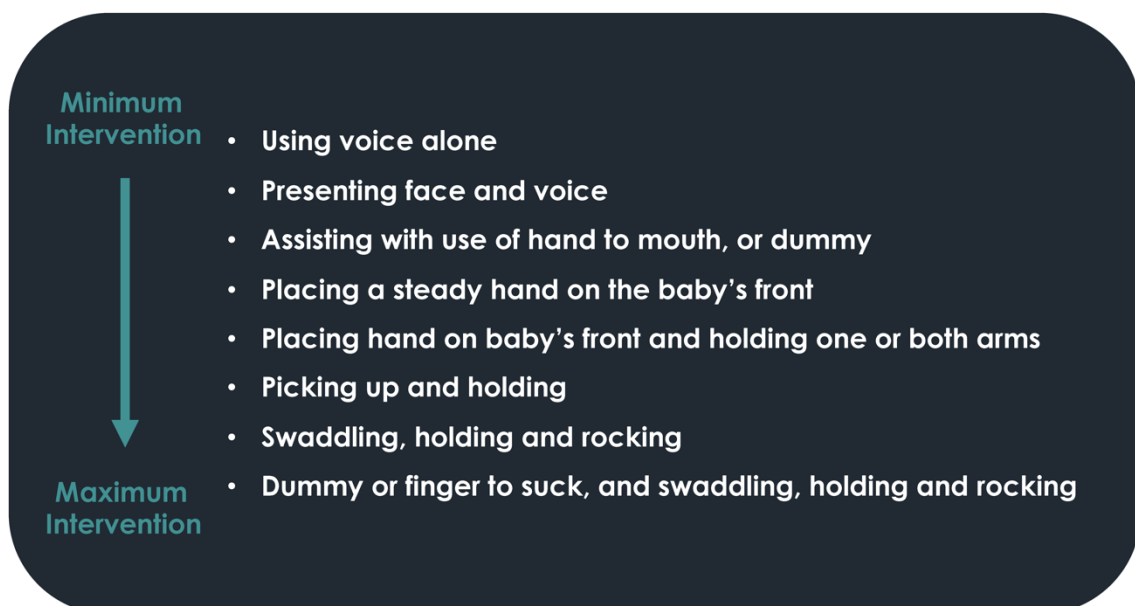 Minimum
Intervention
• Using voice alone
• Presenting face and voice
• Assisting with use of hand to mouth, or dummy
• Placing a steady hand on the baby’s front
• Placing hand on baby’s front and holding one or both arms
• Picking up and holding
• Swaddling, holding and rocking
• Dummy or finger to suck, and swaddling, holding and rocking
Maximum
Intervention